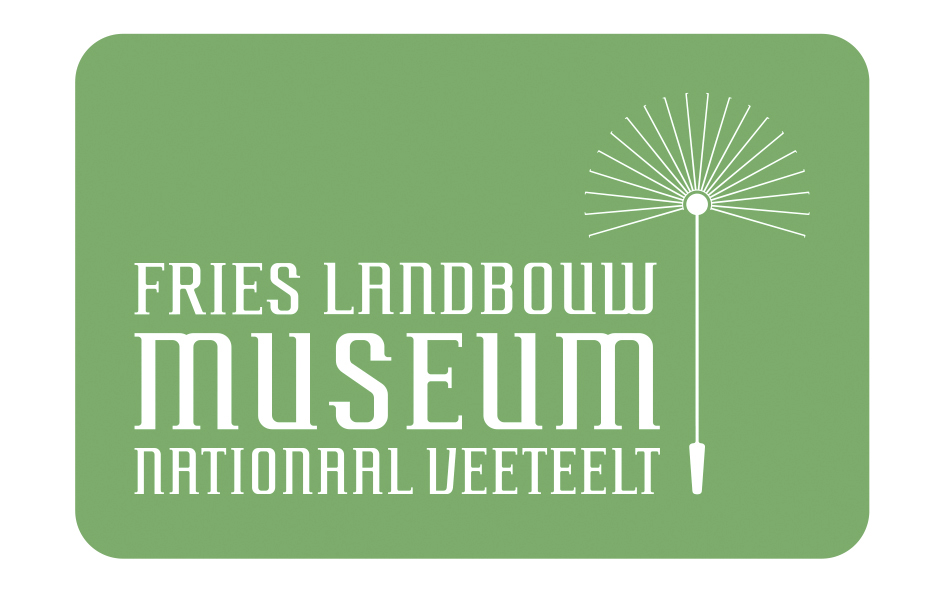 FRIES LANDBOUW
MUSEUM
NATIONAAL VEETEELT